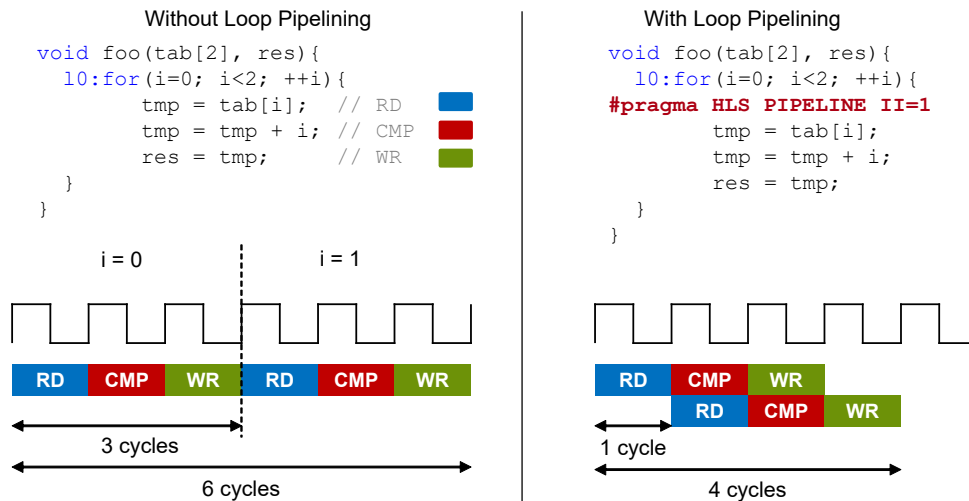 Without Loop Pipelining
void foo(tab[2], res){
l0:for(i=0; i<2; ++i){
tmp = tab[i]; // RD
tmp = tmp + i; // CMP
res = tmp; // WR
}
}
i = 0
i = 1
RD CMP WR RD CMP WR
3 cycles
6 cycles
With Loop Pipelining
void foo(tab[2], res){
l0:for(i=0; i<2; ++i){
#pragma HLS PIPELINE II=1
tmp = tab[i];
tmp = tmp + i;
res = tmp;
}
}
RD CMP WR
RD CMP WR
1 cycle
4 cycles